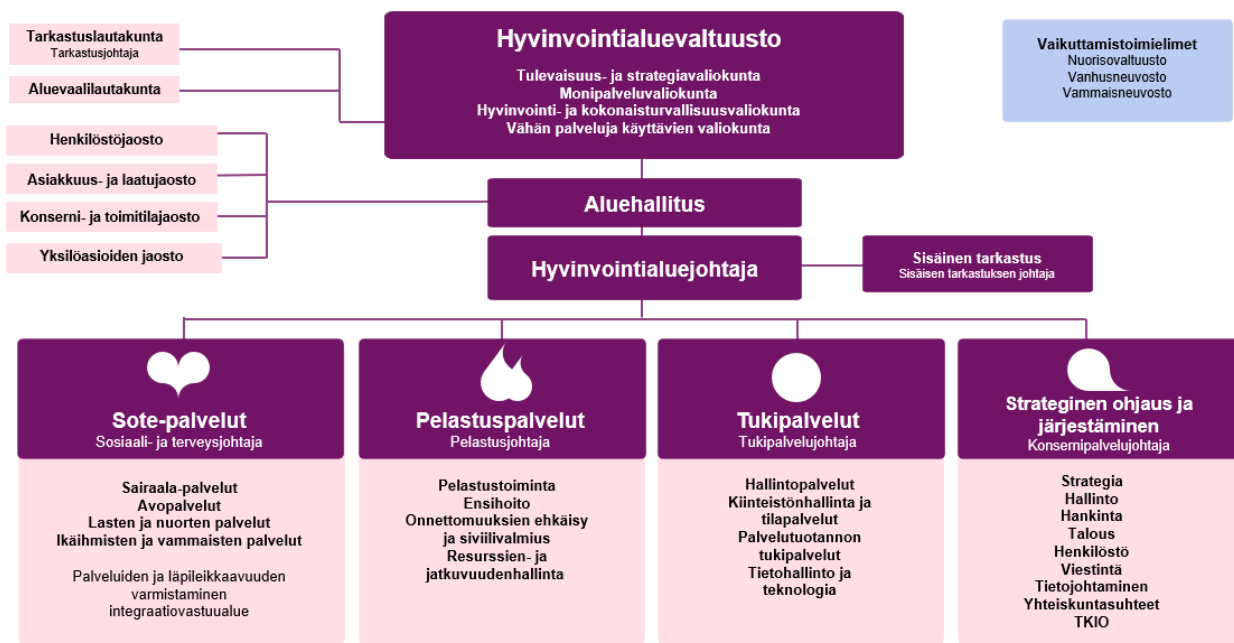 Tarkastuslautakunta
Tarkastusjohtaja
Aluevaalilautakunta
Henkilöstöjaosto
Asiakkuus- ja laatujaosto
Konserni- ja toimitilajaosto
Yksilöasioiden jaosto
Hyvinvointialuevaltuusto
Tulevaisuus- ja strategiavaliokunta
Monipalveluvaliokunta
Hyvinvointi- ja kokonaisturvallisuusvaliokunta
Vähän palveluja käyttävien valiokunta
Vaikuttamistoimielimet
Nuorisovaltuusto
Vanhusneuvosto
Vammaisneuvosto
Aluehallitus
Hyvinvointialuejohtaja
Sisäinen tarkastus
Sisäisen tarkastuksen johtaja
Sote-palvelut
Sosiaali- ja terveysjohtaja
Sairaala-palvelut
Avopalvelut
Lasten ja nuorten palvelut
Ikäihmisten ja vammaisten palvelut
Palveluiden ja läpileikkaavuuden
varmistaminen
integraatiovastuualue
Pelastuspalvelut
Pelastusjohtaja
Pelastustoiminta
Ensihoito
Onnettomuuksien ehkäisy
ja siviilivalmius
Resurssien- ja
jatkuvuudenhallinta
Tukipalvelut
Tukipalvelujohtaja
Hallintopalvelut
Kiinteistönhallinta ja
tilapalvelut
Palvelutuotannon
tukipalvelut
Tietohallinto ja
teknologia
Strateginen ohjaus ja
järjestäminen
Konsernipalvelujohtaja
Strategia
Hallinto
Hankinta
Talous
Henkilöstö
Viestintä
Tietojohtaminen
Yhteiskuntasuhteet
TKIO